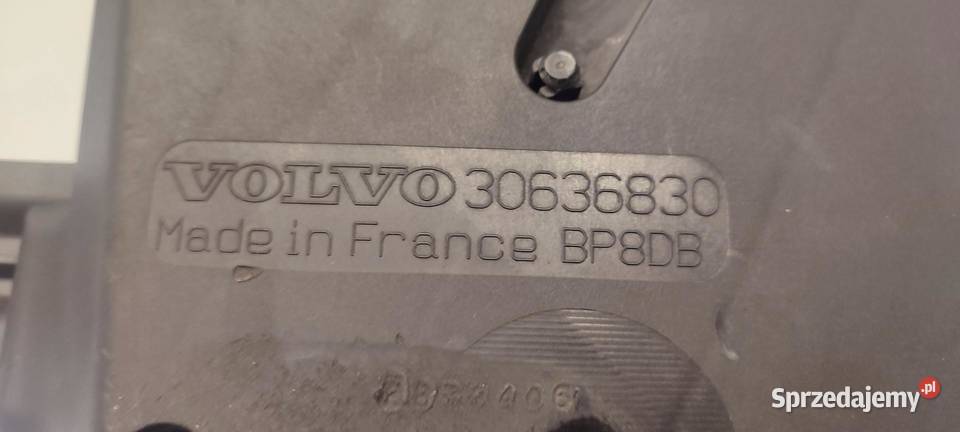 VOLVO 30636830
Made in France BP8DB
Sprzedajemy.pl